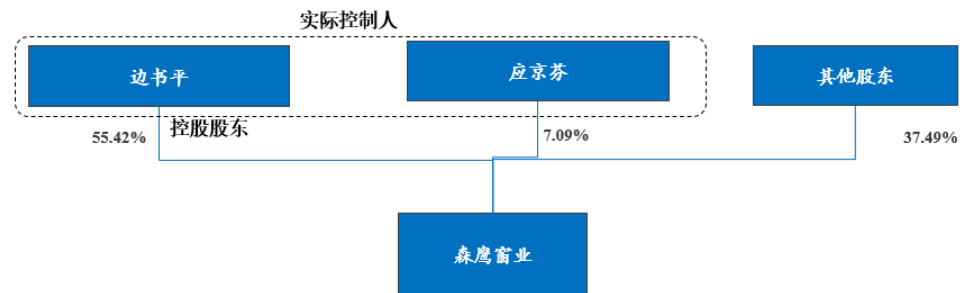 实际控制人
边书平
应京芬
其他股东
控股股东
55.42%
7.09%
37.49%
森鹰窗业